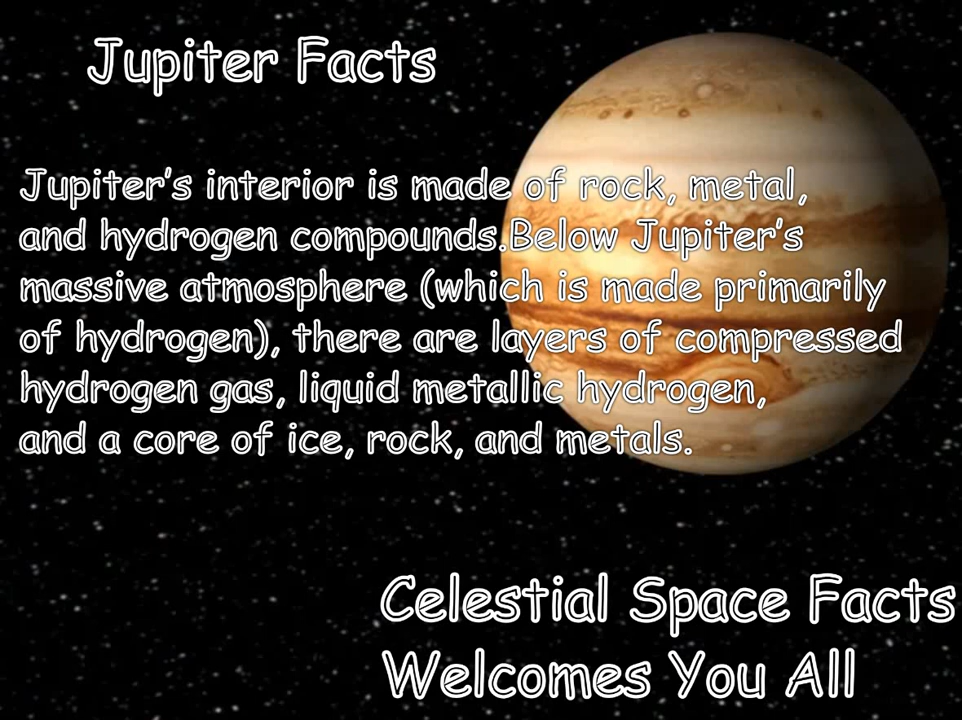 Jupiter Facts
Jupiter’s interior is made of rock, metal,
and hydrogen compounds.Below Jupiter’s
massive atmosphere (which is made primarily
of hydrogen), there are layers of compressed
hydrogen gas, liquid metallic hydrogen,
and a core of ice, rock, and metals.
Celestial Space Facts
Welcomes You All